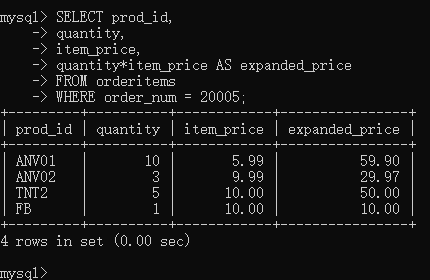 mysql> SELECT prod_id,
    -> quantity,
    -> item_price,
    -> quantity*item_price AS expanded_price
    -> FROM orderitems
    -> WHERE order_num = 20005;
+---------+----------+------------+----------------+
| prod_id | quantity | item_price | expanded_price |
+---------+----------+------------+----------------+
| ANV01   |       10 |       5.99 |          59.90 |
| ANV02   |        3 |       9.99 |          29.97 |
| TNT2    |        5 |      10.00 |          50.00 |
| FB      |        1 |      10.00 |          10.00 |
+---------+----------+------------+----------------+
4 rows in set (0.00 sec)
mysql>